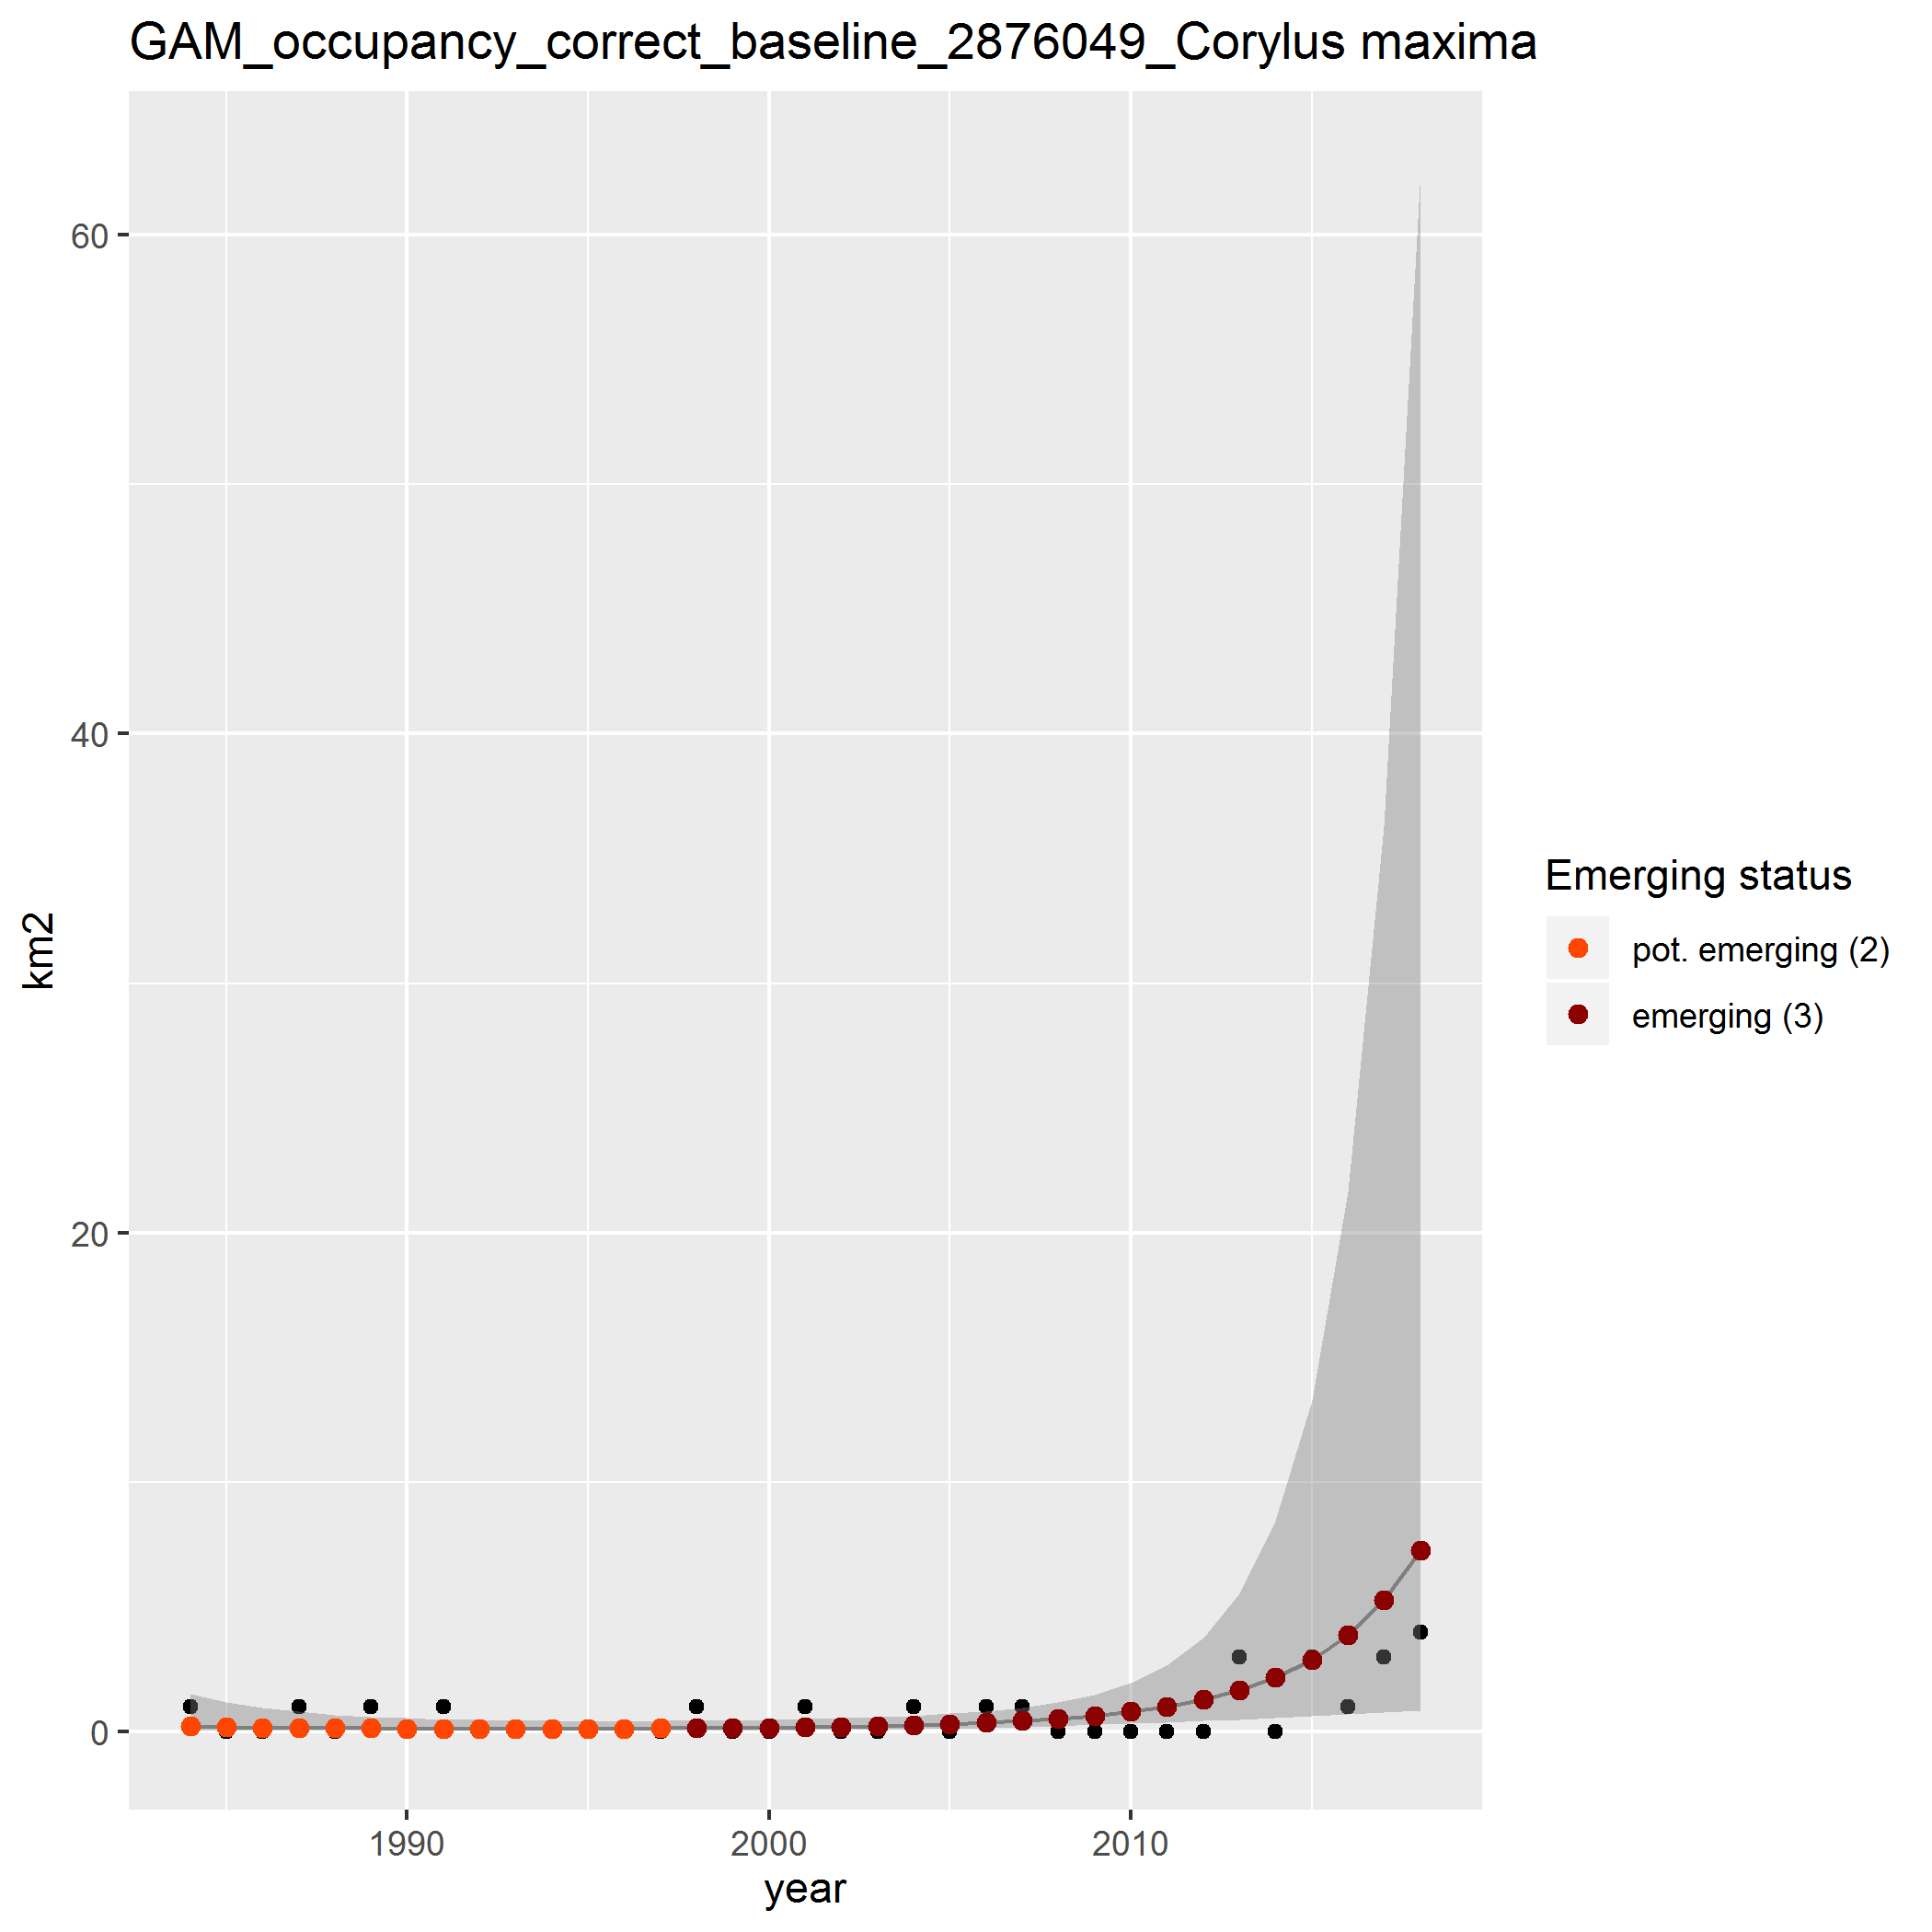 GAM_occupancy_correct_baseline_2876049_Corylus maxima
60
40
20
0
km2
1990
2000
2010
year
Emerging status
pot. emerging (2)
emerging (3)